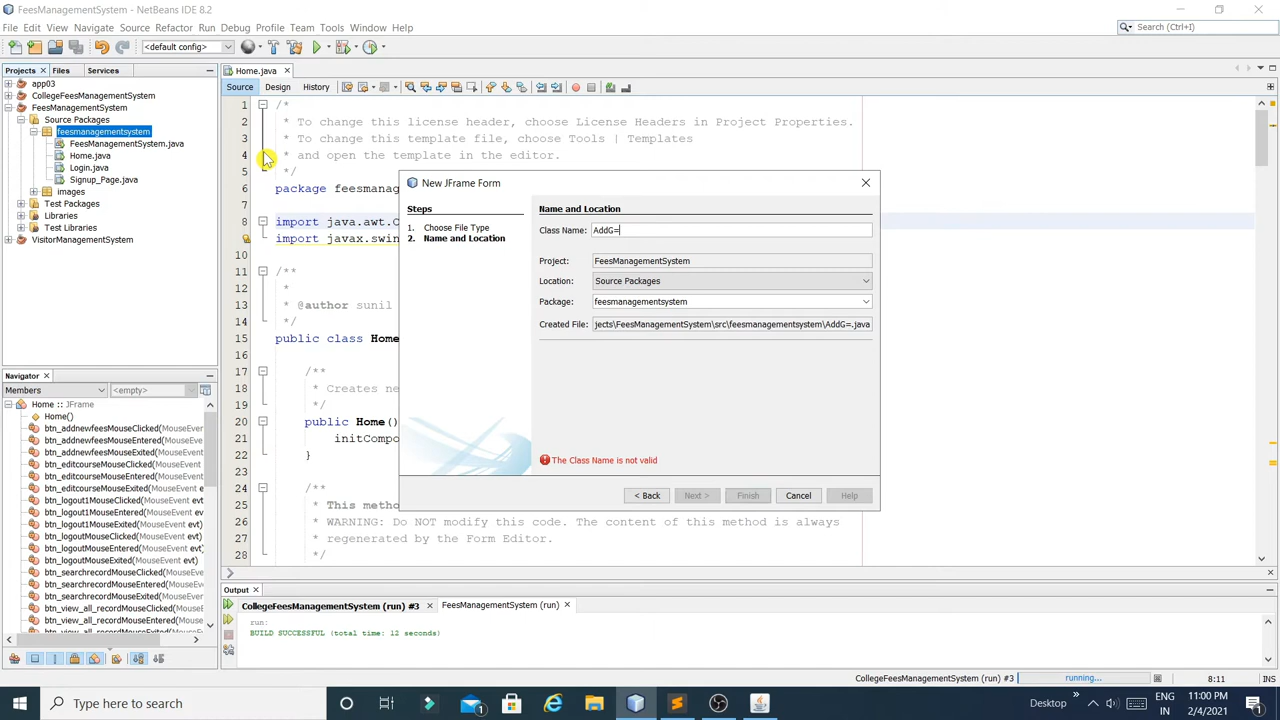 FeesManagementSystem - NetBeans IDE 8.2
File Edit View Navigate Source Refactor Run Debug Profile Team Tools Window Help
Search (Ctrl+I)
<default config>
Projects Files Services
Home.java
app03
CollegeFeesManagementSystem
FeesManagementSystem
Source Packages
feesmanagementsystem
FeesManagementSystem.java
Home.java
Login.java
Signup_Page.java
images
Test Packages
Libraries
Test Libraries
VisitorManagementSystem
Source Design History
1 /*
2 * To change this license header, choose License Headers in Project Properties.
3 * To change this template file, choose Tools | Templates
4 * and open the template in the editor.
5 */
6 package feesmanag
7
8 import java.awt.C
import javax.swin
10
11 /**
12 *
13 * @author sunil
14 */
15 public class Home
16
17 /**
18 * Creates ne
19 */
20 public Home()
21 initCompo
22 }
23
24 /**
25 * This metho
26 * WARNING: Do NOT modify this code. The content of this method is always
27 * regenerated by the Form Editor.
28 */
New JFrame Form
Steps
1. Choose File Type
2. Name and Location
Name and Location
Class Name: AddG=
Project: FeesManagementSystem
Location: Source Packages
Package: feesmanagementsystem
Created File: jects\FeesManagementSystem\src\feesmanagementsystem\AddG=.java
The Class Name is not valid
< Back Next > Finish Cancel Help
Navigator
Members <empty>
Home :: JFrame
Home()
btn_addnewfeesMouseClicked(MouseEvent
btn_addnewfeesMouseEntered(MouseEvent
btn_addnewfeesMouseExited(MouseEvent e
btn_editcourseMouseClicked(MouseEvent e
btn_editcourseMouseEntered(MouseEvent
btn_editcourseMouseExited(MouseEvent ev
btn_logout1MouseClicked(MouseEvent evt)
btn_logout1MouseEntered(MouseEvent evt
btn_logout1MouseExited(MouseEvent evt)
btn_logoutMouseClicked(MouseEvent evt)
btn_logoutMouseEntered(MouseEvent evt)
btn_logoutMouseExited(MouseEvent evt)
btn_searchrecordMouseClicked(MouseEvent
btn_searchrecordMouseEntered(MouseEven
btn_searchrecordMouseExited(MouseEvent
btn_view_all_recordMouseClicked(MouseEv
btn_view_all_recordMouseEntered(MouseE
Output
CollegeFeesManagementSystem (run) #3 FeesManagementSystem (run)
run:
BUILD SUCCESSFUL (total time: 12 seconds)
CollegeFeesManagementSystem (run) #3 running... 8:11 INS
Type here to search
Desktop
ENG
IN
11:00 PM
2/4/2021